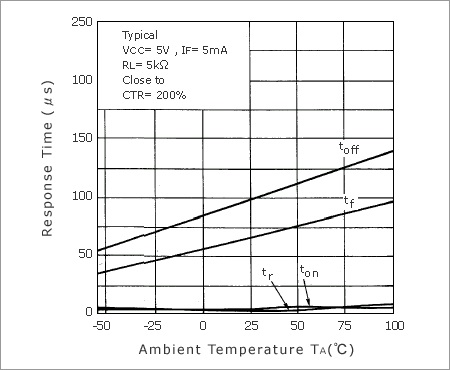 250
100
150
100
50
0
Response Time (μs)
Typical
VCC= 5V , IF= 5mA
RL= 5kΩ
Close to
CTR= 200%
toff
tf
tr
ton
-50
-25
0
25
50
75
100
Ambient Temperature TA(℃)